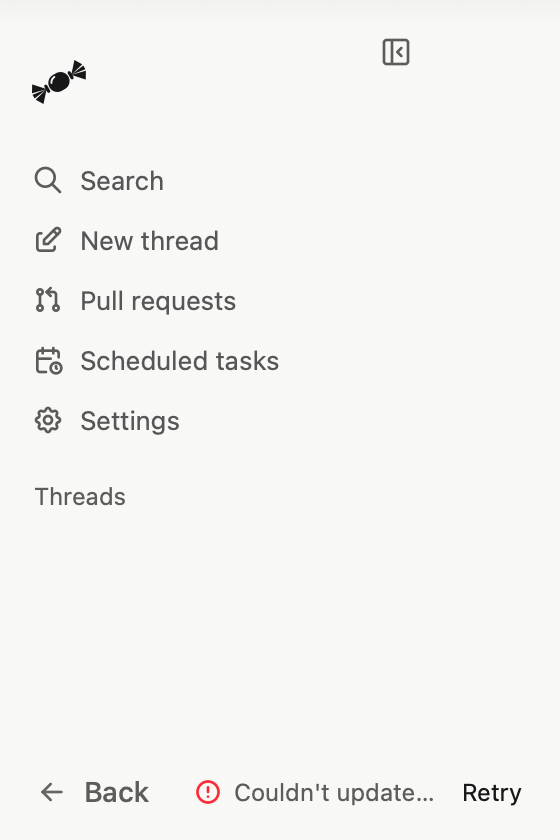 Search
New thread
Pull requests
Scheduled tasks
Settings
Threads
Back Couldn't update... Retry